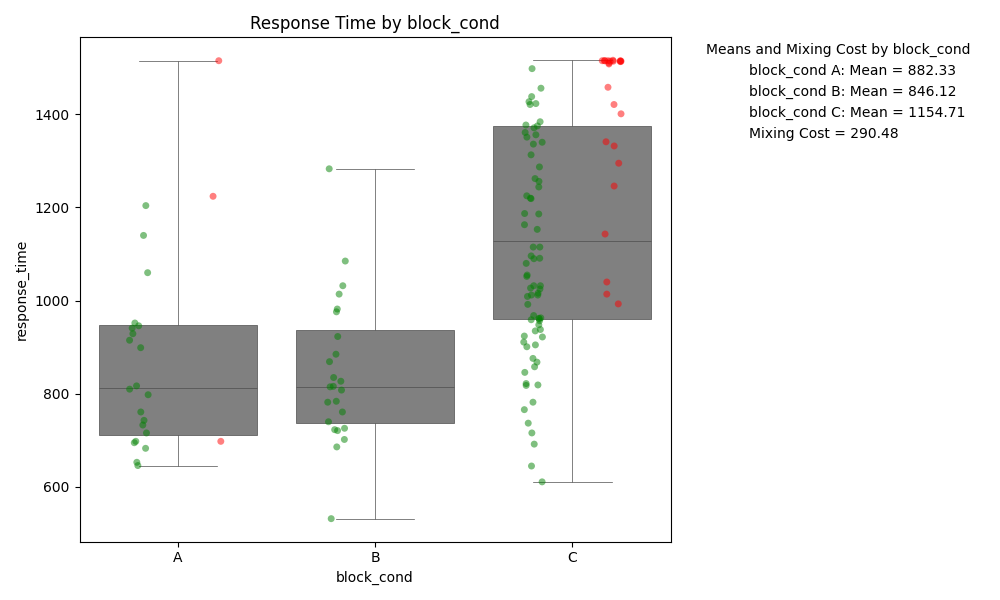 Response Time by block_cond
Means and Mixing Cost by block_cond
block_cond A: Mean = 882.33
block_cond B: Mean = 846.12
block_cond C: Mean = 1154.71
Mixing Cost = 290.48
response_time
1400
1200
1000
800
600
A
B
C
block_cond